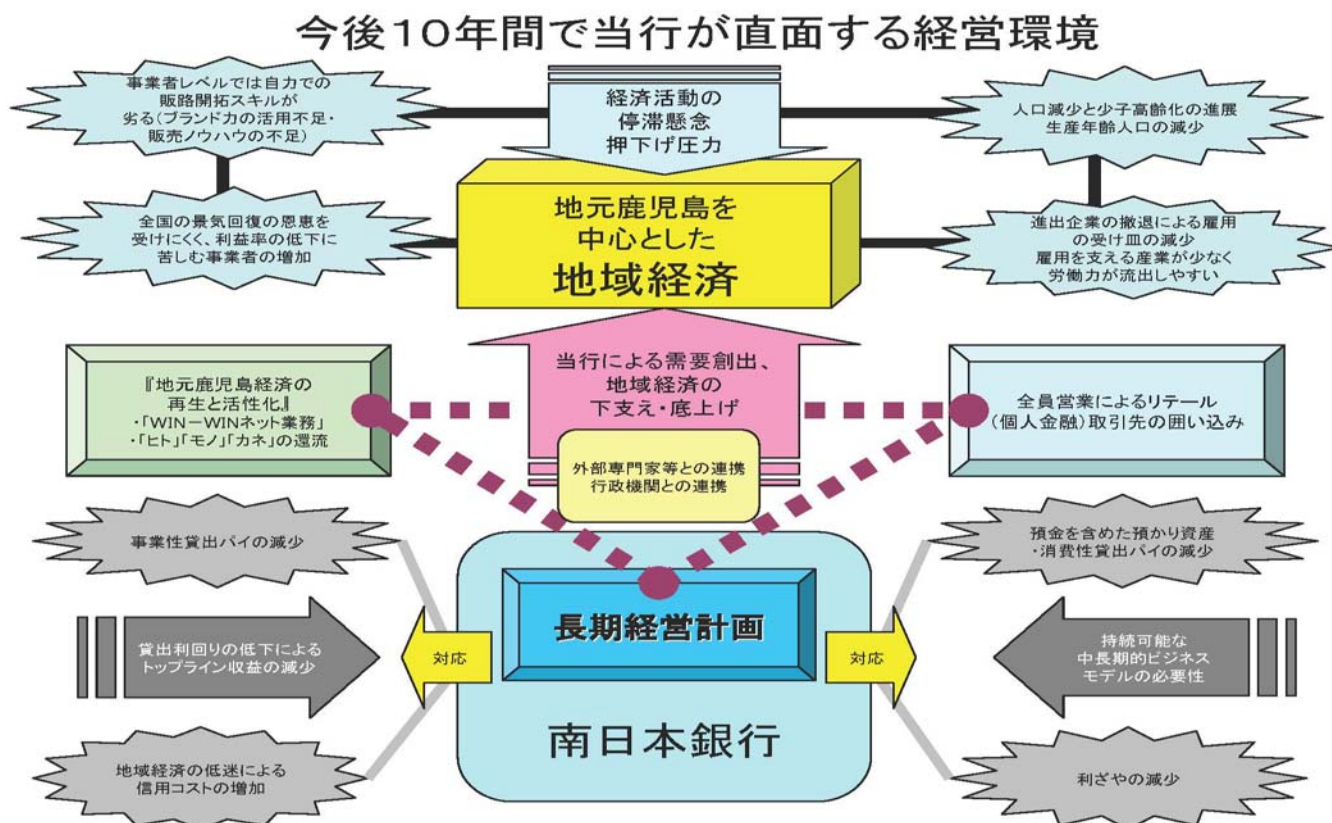 今後10年間で当行が直面する経営環境
事業者レベルでは自力での
販路開拓スキルが
劣る(ブランド力の活用不足・
販売ノウハウの不足)
経済活動の
停滞懸念
押下げ圧力
人口減少と少子高齢化の進展
生産年齢人口の減少
全国の景気回復の恩恵を
受けにくく、利益率の低下に
苦しむ事業者の増加
地元鹿児島を
中心とした
地域経済
進出企業の撤退による雇用
の受け皿の減少
雇用を支える産業が少なく
労働力が流出しやすい
『地元鹿児島経済の
再生と活性化』
・「WIN－WINネット業務」
・「ヒト」「モノ」「カネ」の還流
当行による需要創出、
地域経済の
下支え・底上げ
全員営業によるリテール
(個人金融)取引先の囲い込み
外部専門家等との連携
行政機関との連携
事業性貸出パイの減少
預金を含めた預かり資産
・消費性貸出パイの減少
貸出利回りの低下による
トップライン収益の減少
対応
長期経営計画
対応
持続可能な
中長期的ビジネス
モデルの必要性
南日本銀行
地域経済の低迷による
信用コストの増加
利ざやの減少